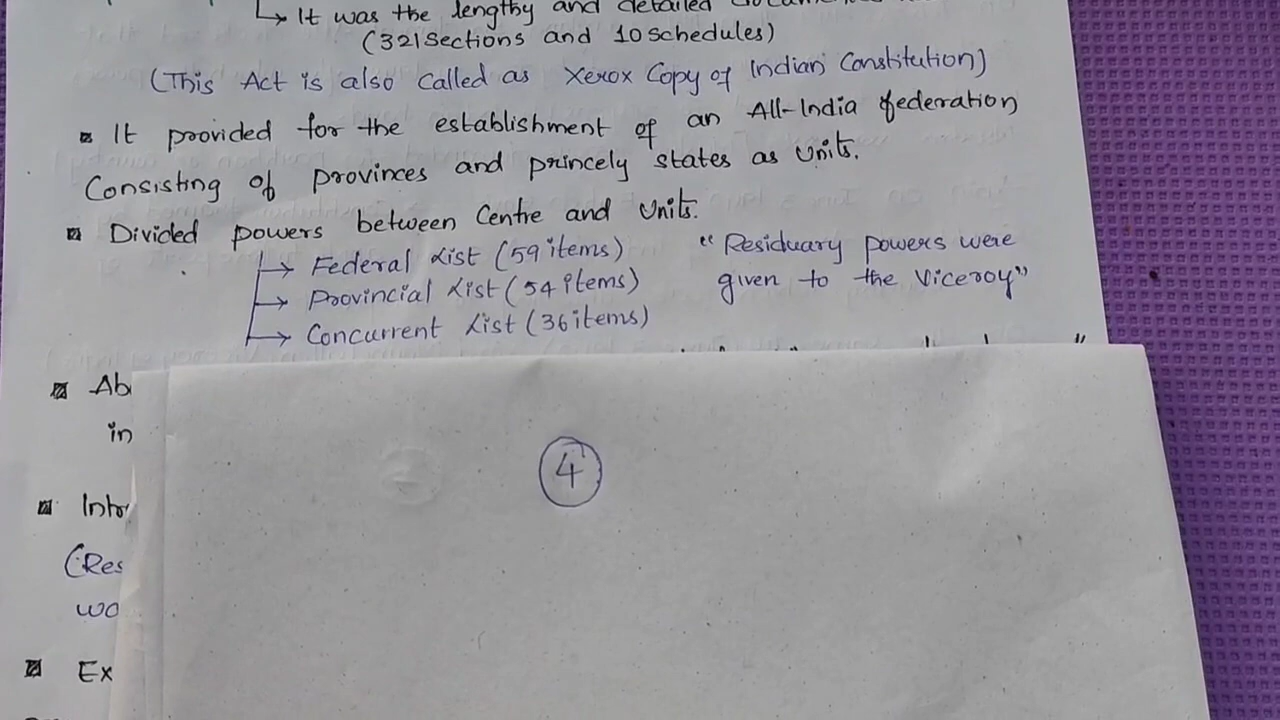 ↳ It was the lengthy and detailed
(321 Sections and 10 schedules)
(This Act is also called as Xerox Copy of Indian Constitution)
It provided for the establishment of an All-India federation
Consisting of provinces and princely states as Units.
Divided powers between Centre and Units.
→ Federal List (59 items)
→ Provincial List (54 items)
→ Concurrent List (36 items)
"Residuary powers were
given to the Viceroy"
Ab
in
4
Intr
(Res
wo
Ex